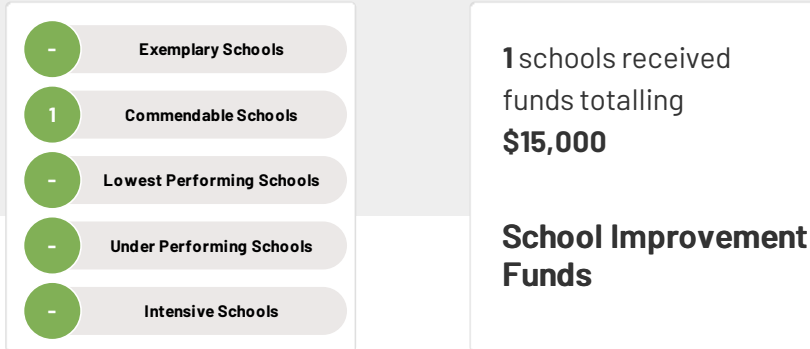 - Exemplary Schools
1 Commendable Schools
- Lowest Performing Schools
- Under Performing Schools
- Intensive Schools
1 schools received
funds totalling
$15,000
School Improvement
Funds